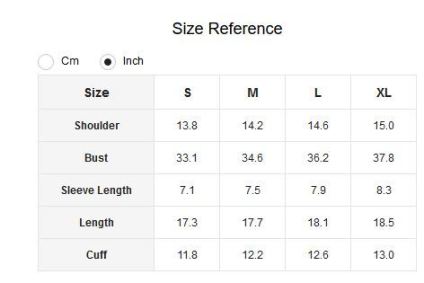 Size Reference
Cm Inch
Size S M L XL
Shoulder 13.8 14.2 14.6 15.0
Bust 33.1 34.6 36.2 37.8
Sleeve Length 7.1 7.5 7.9 8.3
Length 17.3 17.7 18.1 18.5
Cuff 11.8 12.2 12.6 13.0